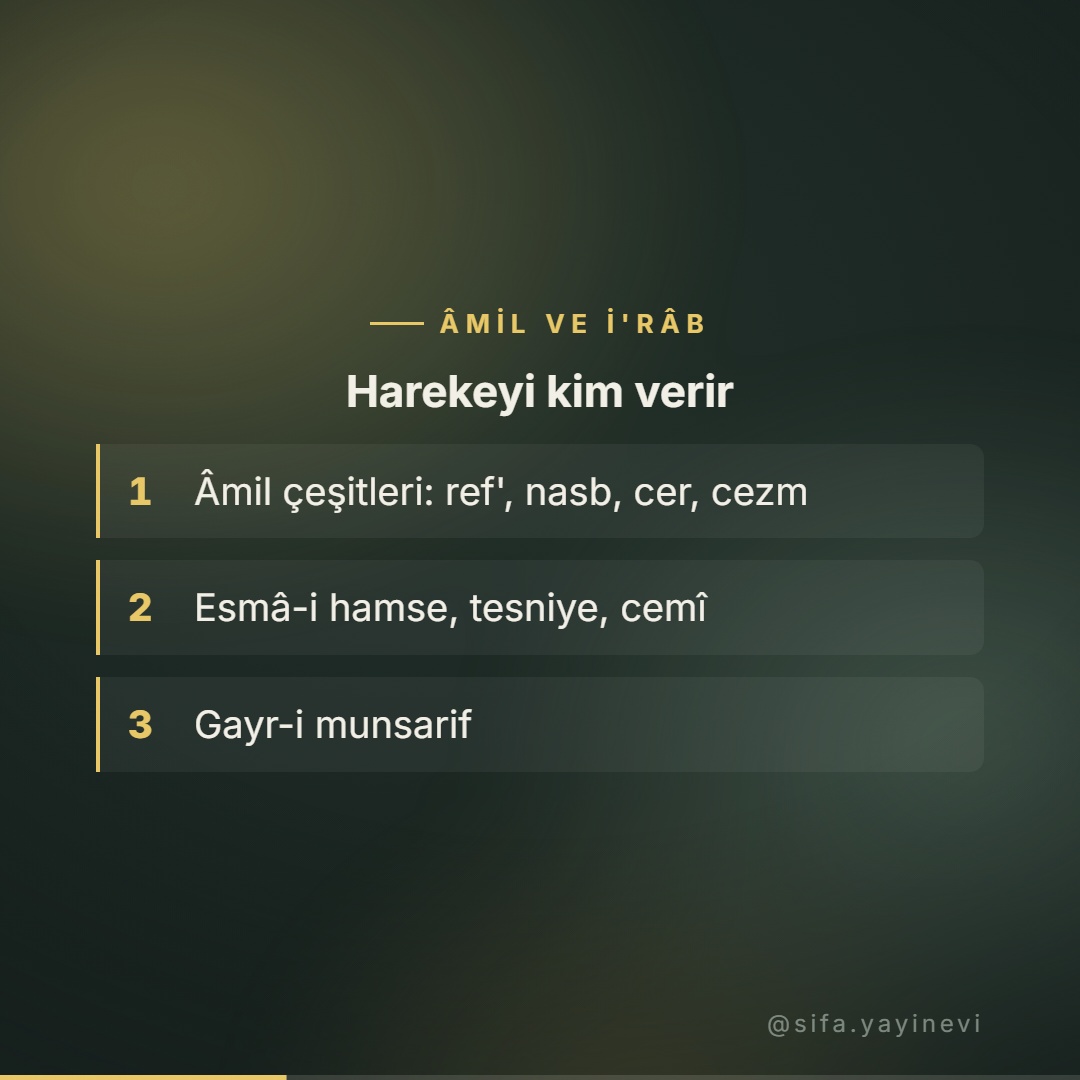 ÂMİL VE İ'RÂB
Harekeyi kim verir
1 Âmil çeşitleri: ref', nasb, cer, cezm
2 Esmâ-i hamse, tesniye, cemî
3 Gayr-i munsarif
@sifa.yayinevi